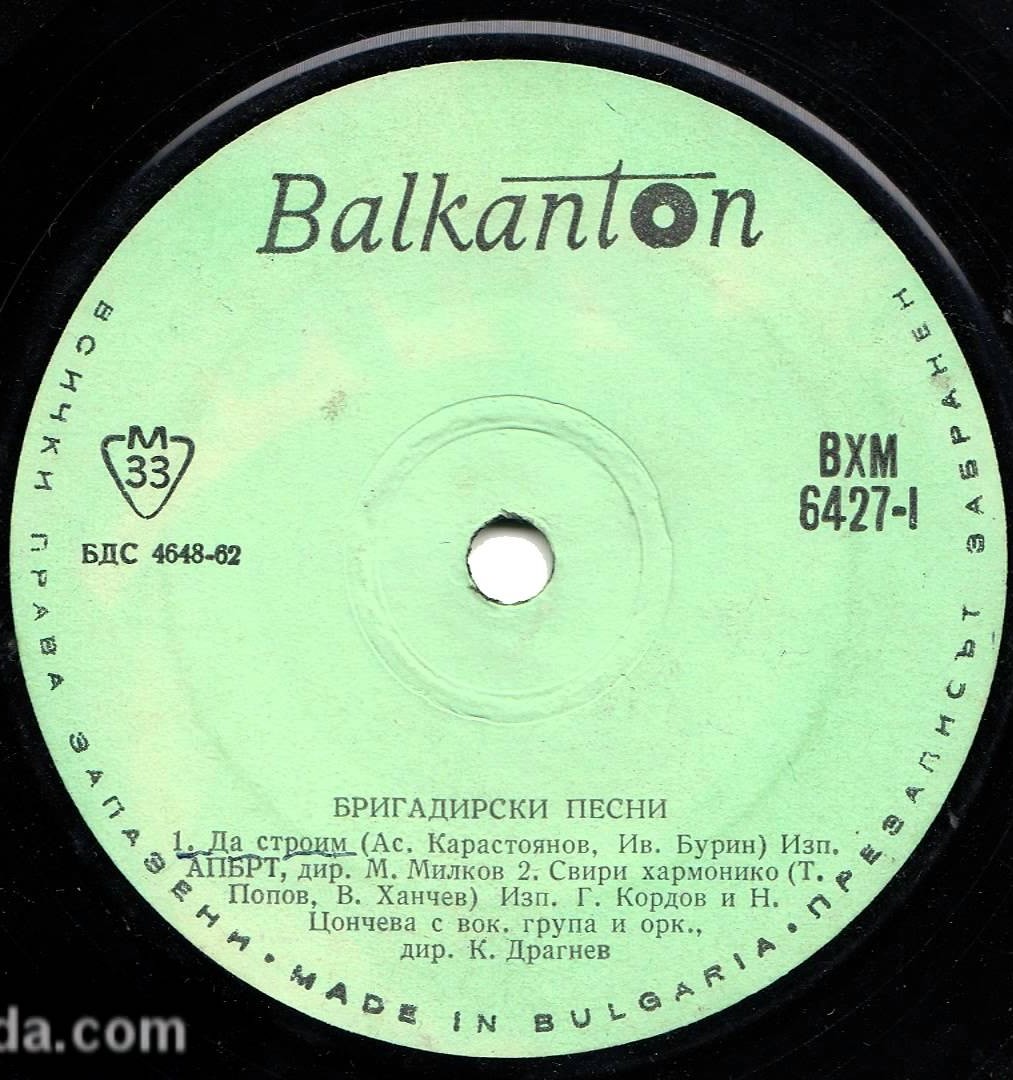 Balkanton
М
33
БДС 4648-62
ВХМ
6427-I
БРИГАДИРСКИ ПЕСНИ
1. Да строим (Ас. Карастоянов, Ив. Бурин) Изп.
АПБРТ, дир. М. Милков 2. Свири хармонико (Т.
Попов, В. Ханчев) Изп. Г. Кордов и Н.
Цончева с вок. група и орк.,
дир. К. Драгнев
ВСИЧКИ ПРАВА ЗАПАЗЕНИ • MADE IN BULGARIA • ПРЕЗАПИСЪТ ЗАБРАНЕН
da.com